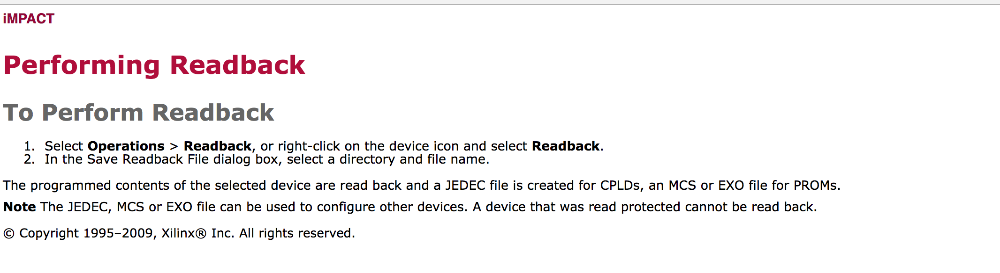 iMPACT
Performing Readback
To Perform Readback
1. Select Operations > Readback, or right-click on the device icon and select Readback.
2. In the Save Readback File dialog box, select a directory and file name.
The programmed contents of the selected device are read back and a JEDEC file is created for CPLDs, an MCS or EXO file for PROMs.
Note The JEDEC, MCS or EXO file can be used to configure other devices. A device that was read protected cannot be read back.
© Copyright 1995–2009, Xilinx® Inc. All rights reserved.